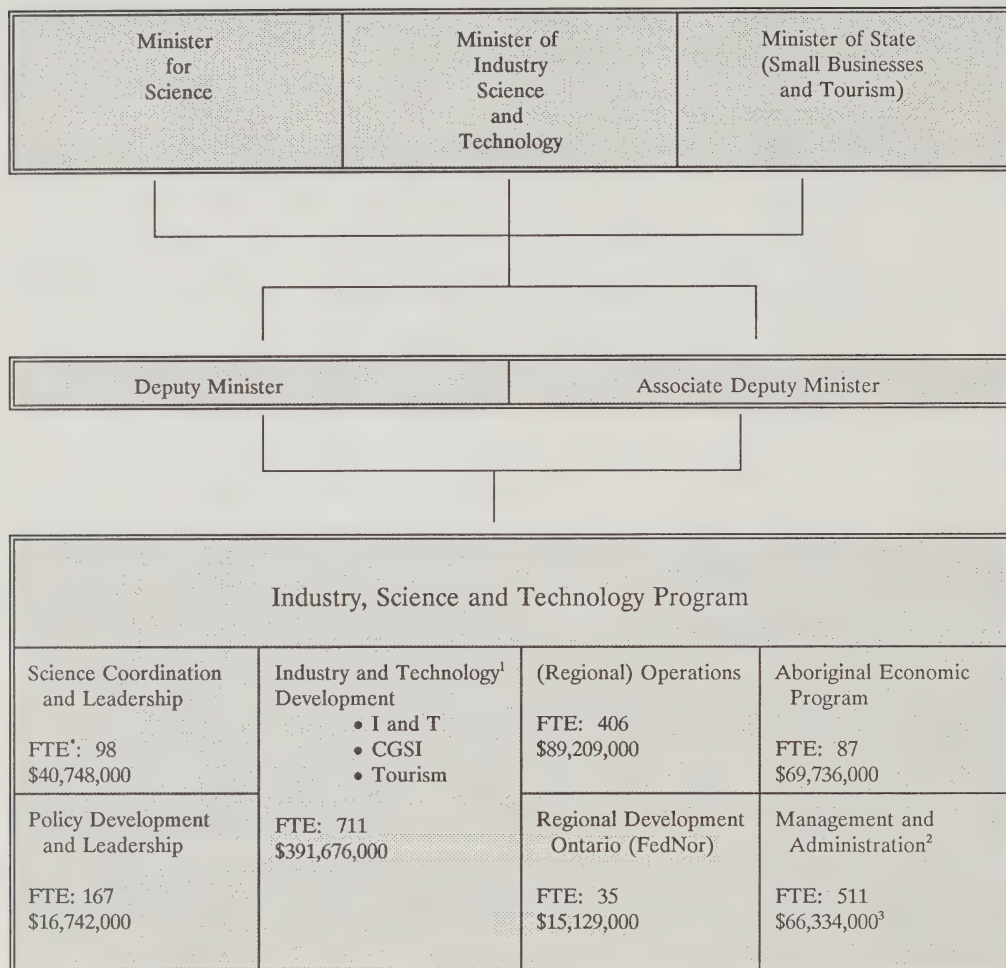 Minister
for
Science
Minister of
Industry
Science
and
Technology
Minister of State
(Small Businesses
and Tourism)
Deputy Minister
Associate Deputy Minister
Industry, Science and Technology Program
Science Coordination
and Leadership
FTE*: 98
$40,748,000
Policy Development
and Leadership
FTE: 167
$16,742,000
Industry and Technology¹
Development
• I and T
• CGSI
• Tourism
FTE: 711
$391,676,000
(Regional) Operations
FTE: 406
$89,209,000
Regional Development
Ontario (FedNor)
FTE: 35
$15,129,000
Aboriginal Economic
Program
FTE: 87
$69,736,000
Management and
Administration²
FTE: 511
$66,334,000³